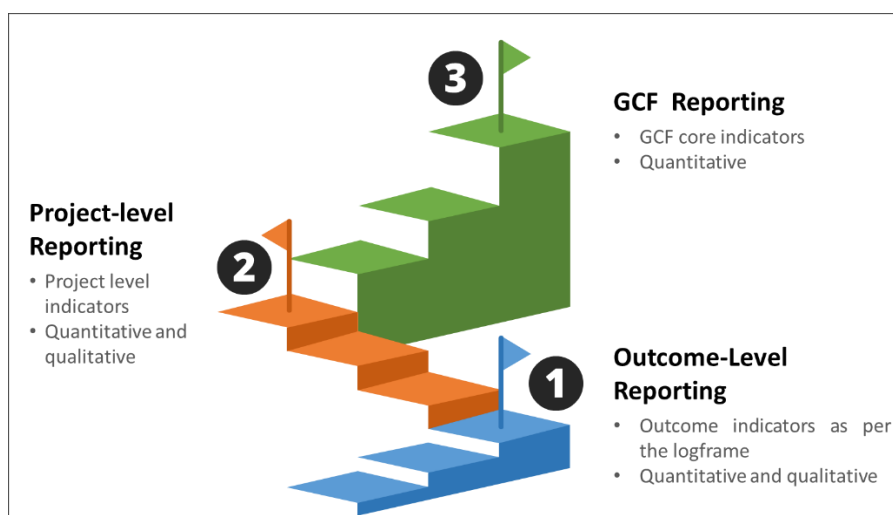 3
GCF Reporting
• GCF core indicators
• Quantitative
Project-level
Reporting
• Project level
indicators
• Quantitative and
qualitative
2
1
Outcome-Level
Reporting
• Outcome indicators as per
the logframe
• Quantitative and qualitative